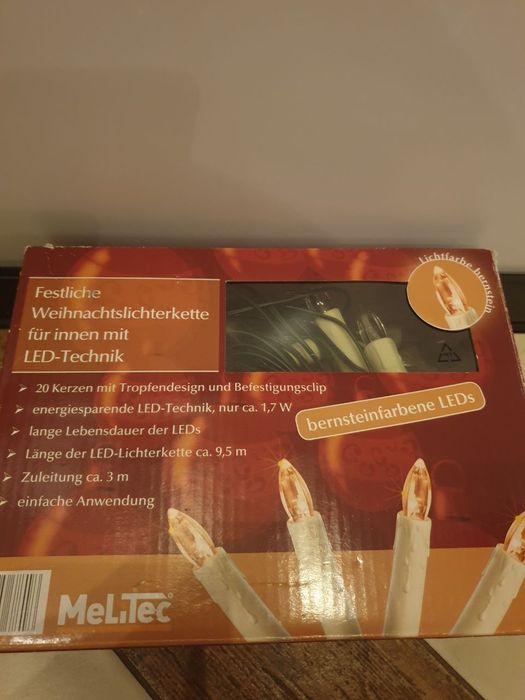 Lichtfarbe bernstein
Festliche
Weihnachtslichterkette
für innen mit
LED-Technik
➤ 20 Kerzen mit Tropfendesign und Befestigungsclip
➤ energiesparende LED-Technik, nur ca. 1,7 W
➤ lange Lebensdauer der LEDs
➤ Länge der LED-Lichterkette ca. 9,5 m
➤ Zuleitung ca. 3 m
➤ einfache Anwendung
bernsteinfarbene LEDs
MeLiTec®